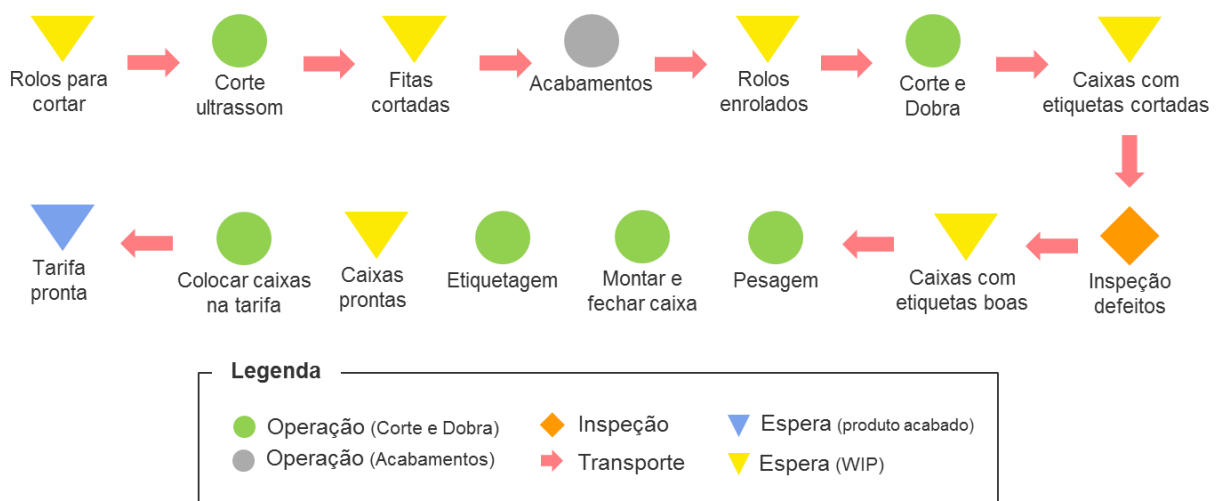 Rolos para
cortar
Corte
ultrassom
Fitas
cortadas
Acabamentos
Rolos
enrolados
Corte e
Dobra
Caixas com
etiquetas cortadas
Tarifa
pronta
Colocar caixas
na tarifa
Caixas
prontas
Etiquetagem
Montar e
fechar caixa
Pesagem
Caixas com
etiquetas boas
Inspeção
defeitos
Legenda
Operação (Corte e Dobra)
Inspeção
Espera (produto acabado)
Operação (Acabamentos)
Transporte
Espera (WIP)